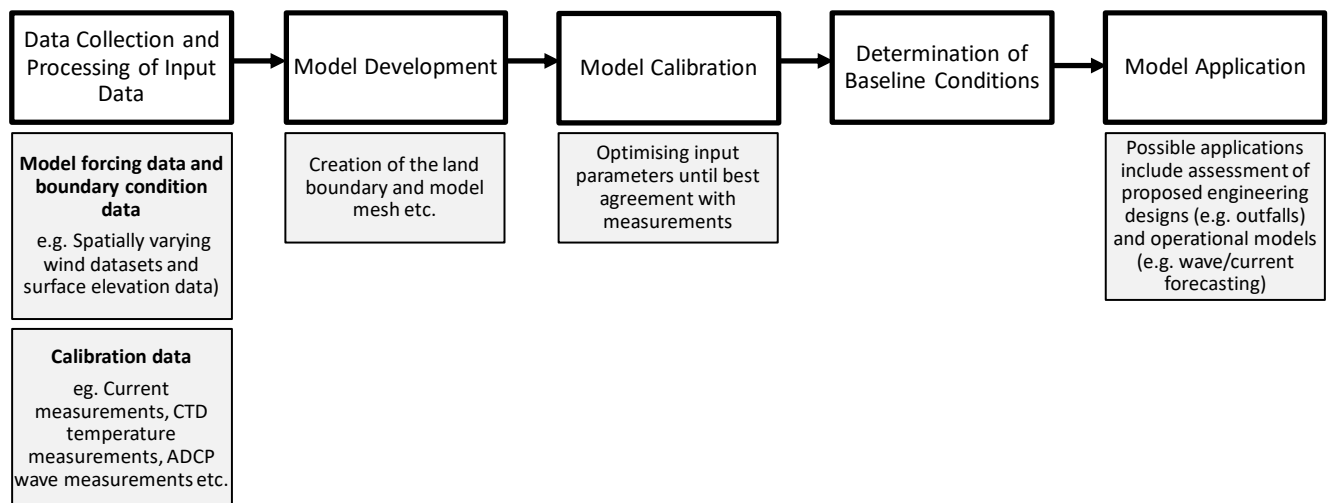 Data Collection and
Processing of Input
Data
Model Development
Model Calibration
Determination of
Baseline Conditions
Model Application
Model forcing data and
boundary condition
data
e.g. Spatially varying
wind datasets and
surface elevation data)
Creation of the land
boundary and model
mesh etc.
Optimising input
parameters until best
agreement with
measurements
Possible applications
include assessment of
proposed engineering
designs (e.g. outfalls)
and operational models
(e.g. wave/current
forecasting)
Calibration data
eg. Current
measurements, CTD
temperature
measurements, ADCP
wave measurements etc.